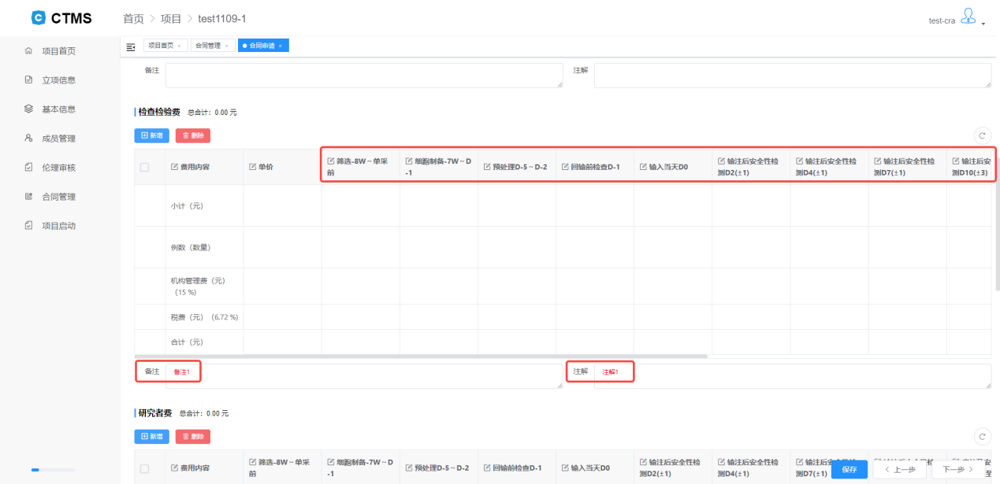 CTMS
首页 > 项目 > test1109-1
test-cra
项目首页 ×
合同管理 ×
合同申请 ×
项目首页
立项信息
基本信息
成员管理
伦理审核
合同管理
项目启动
备注
注解
检查检验费 总合计：0.00 元
新增
删除
费用内容
单价
筛选-8W～单采
前
细胞制备-7W～D
-1
预处理D-5～D-2
回输前检查D-1
输入当天D0
输注后安全性检
测D2(±1)
输注后安全性检
测D4(±1)
输注后安全性检
测D7(±1)
输注后安
测D10(±3)
小计（元）
例数（数量）
机构管理费（元）
（15 %）
税费（元）（6.72 %）
合计（元）
备注 备注1
注解 注解1
研究者费 总合计：0.00 元
新增
删除
费用内容
筛选-8W～单采
前
细胞制备-7W～D
-1
预处理D-5～D-2
回输前检查D-1
输入当天D0
输注后安全性检
测D2(±1)
输注后安全性检
测D4(±1)
输注后安
测D7(±1)
保存
上一步
下一步